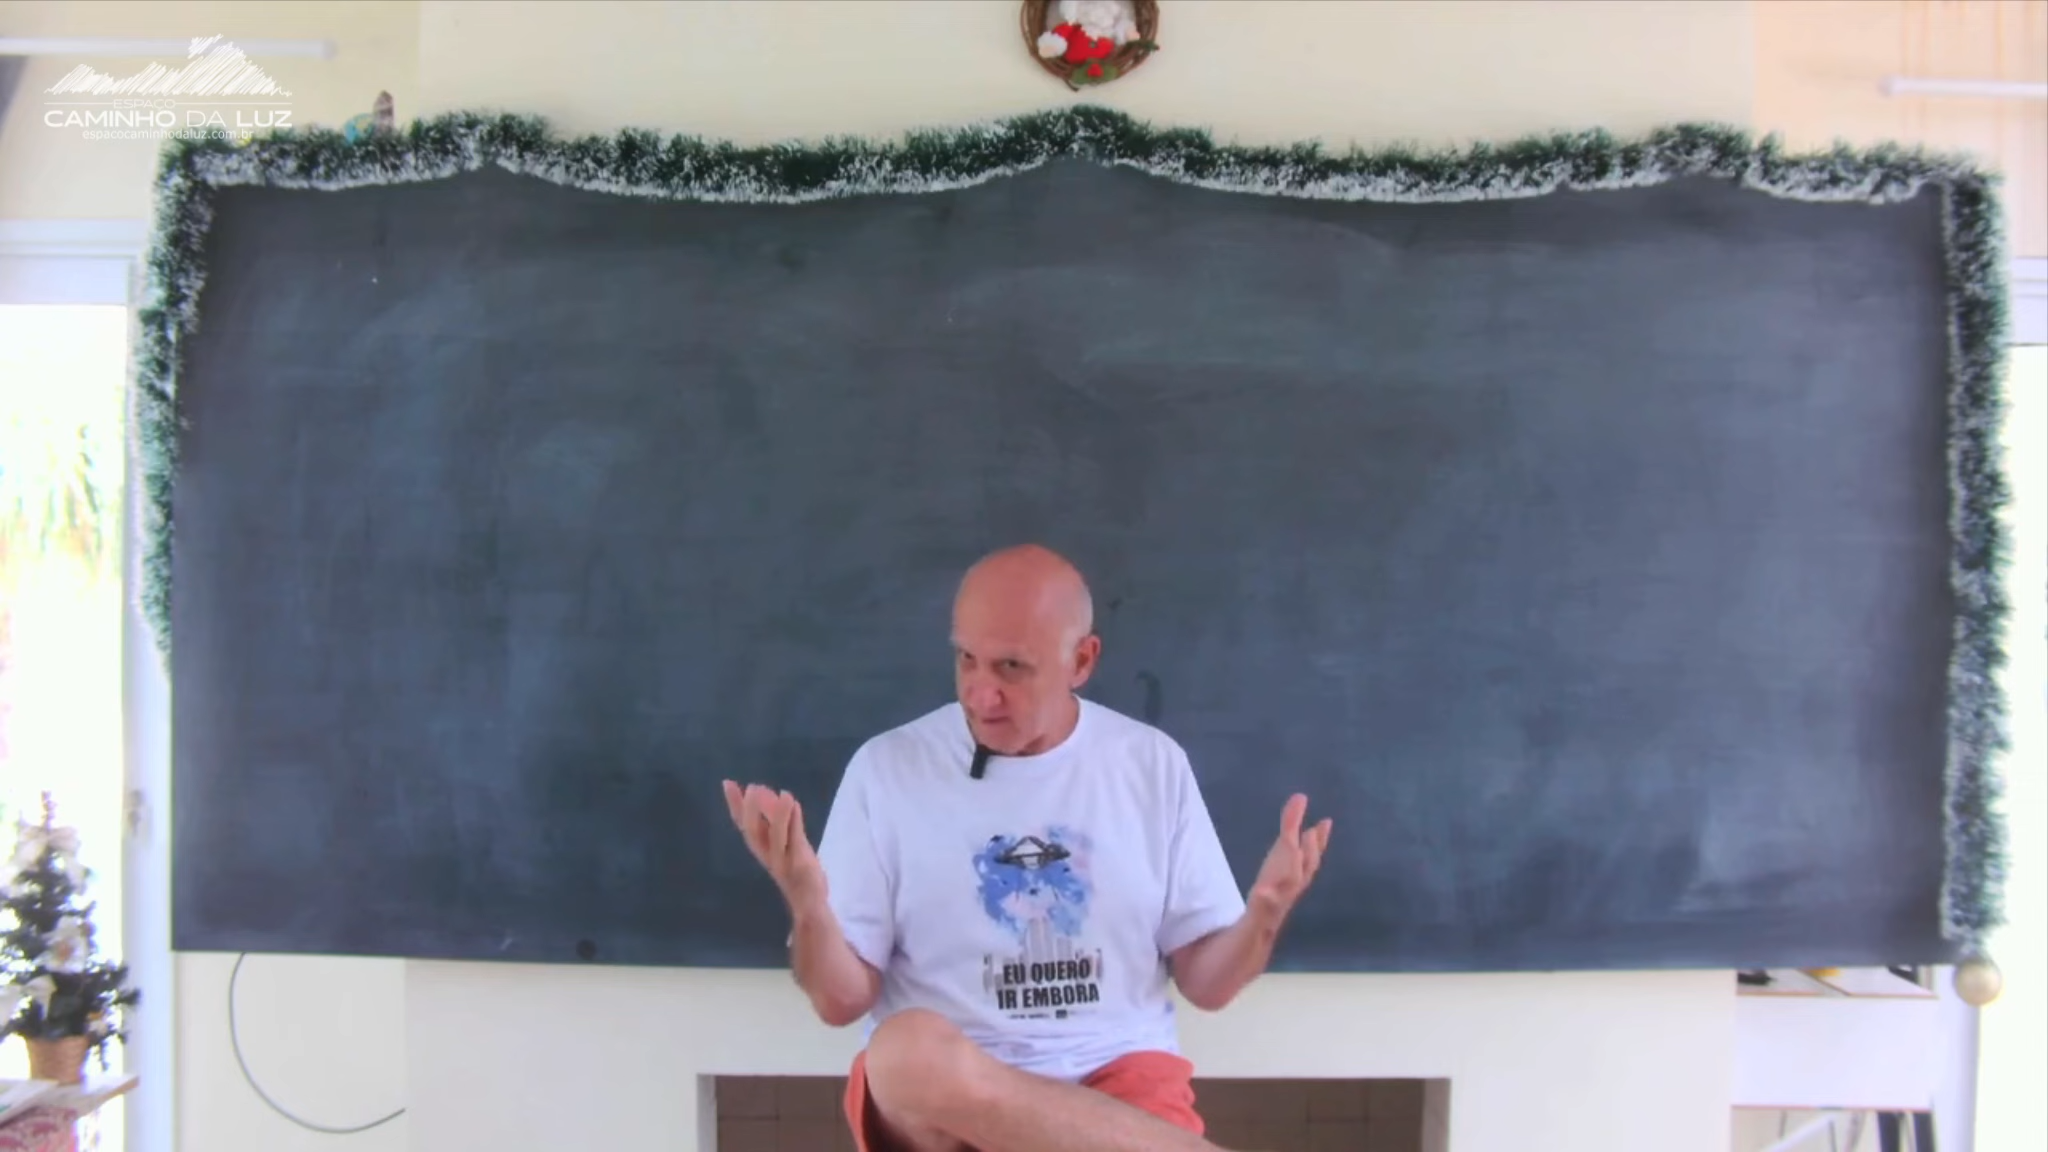 ESPAÇO
CAMINHO DA LUZ
espacocaminhodaluz.com.br
EU QUERO
IR EMBORA